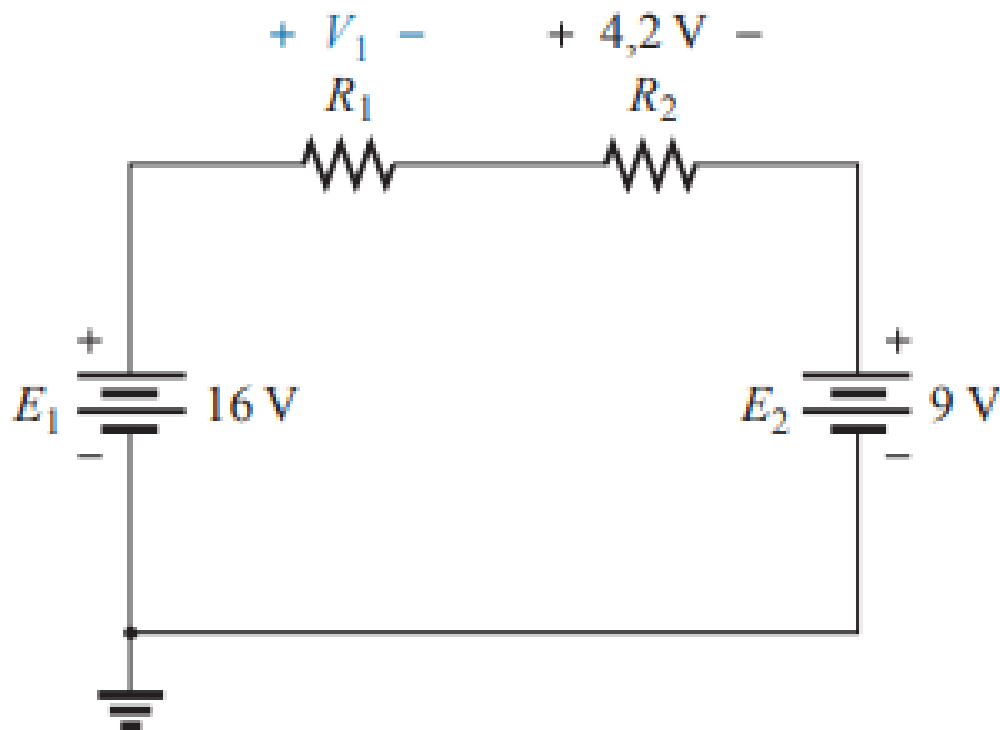 + V₁ − + 4,2 V −
R₁ R₂
+ +
E₁ 16 V E₂ 9 V
− −